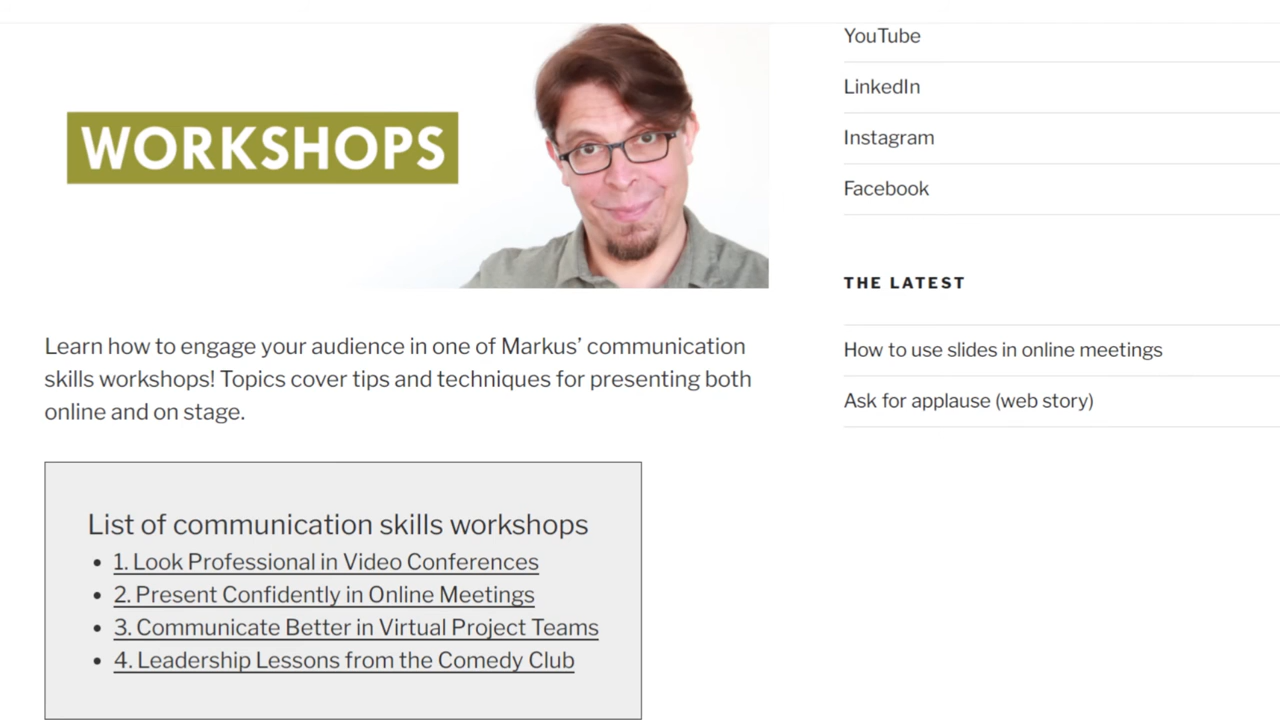 WORKSHOPS
Learn how to engage your audience in one of Markus’ communication
skills workshops! Topics cover tips and techniques for presenting both
online and on stage.
List of communication skills workshops
• 1. Look Professional in Video Conferences
• 2. Present Confidently in Online Meetings
• 3. Communicate Better in Virtual Project Teams
• 4. Leadership Lessons from the Comedy Club
YouTube
LinkedIn
Instagram
Facebook
THE LATEST
How to use slides in online meetings
Ask for applause (web story)